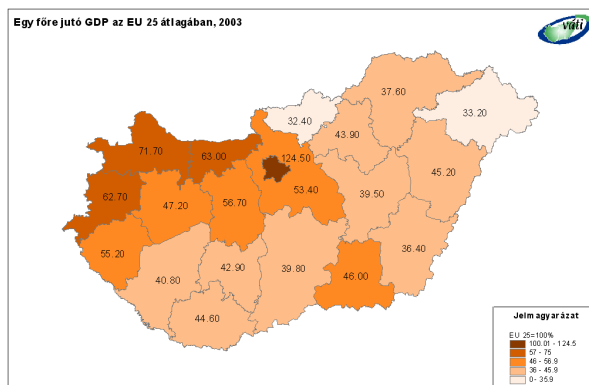 Egy főre jutó GDP az EU 25 átlagában, 2003
váti
37.60
32.40
33.20
43.90
71.70
63.00
124.50
45.20
62.70
47.20
56.70
53.40
39.50
55.20
36.40
40.80
42.90
39.80
46.00
44.60
Jelmagyarázat
EU 25=100%
100.01 - 124.5
57 - 75
46 - 56.9
36 - 45.9
0 - 35.9